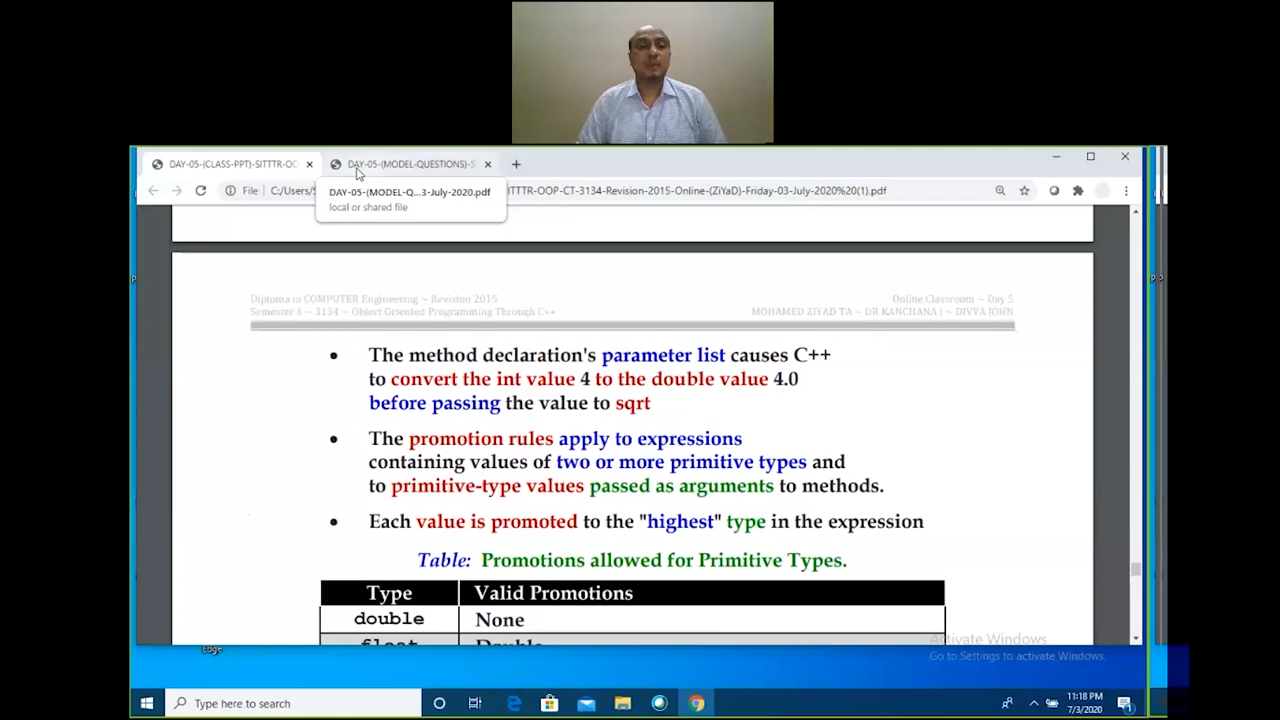 DAY-05-(CLASS-PPT)-SITTTR-OO
DAY-05-(MODEL-QUESTIONS)-S
File
C:/Users/S
TTR-OOP-CT-3134-Revision-2015-Online-(ZiYaD)-Friday-03-July-2020%20(1).pdf
DAY-05-(MODEL-Q...3-July-2020.pdf
local or shared file
Diploma in COMPUTER Engineering ~ Revision 2015
Online Classroom ~ Day 5
Semester 3 ~ 3134 ~ Object Oriented Programming Through C++
MOHAMED ZIYAD TA ~ DR KANCHANA J ~ DIVYA JOHN
• The method declaration's parameter list causes C++
to convert the int value 4 to the double value 4.0
before passing the value to sqrt
• The promotion rules apply to expressions
containing values of two or more primitive types and
to primitive-type values passed as arguments to methods.
• Each value is promoted to the "highest" type in the expression
Table: Promotions allowed for Primitive Types.
Type Valid Promotions
double None
float Double
Activate Windows
Go to Settings to activate Windows.
Edge
Type here to search
11:18 PM
7/3/2020